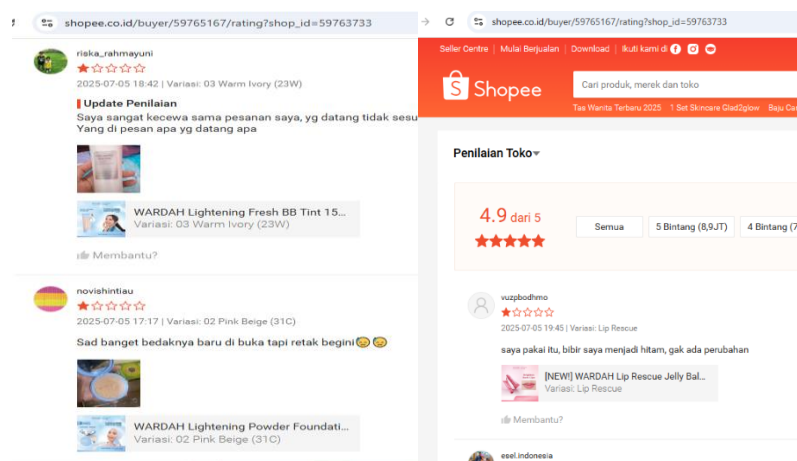 shopee.co.id/buyer/59765167/rating?shop_id=59763733
riska_rahmayuni
2025-07-05 18:42 | Variasi: 03 Warm Ivory (23W)
Update Penilaian
Saya sangat kecewa sama pesanan saya, yg datang tidak sesu
Yang di pesan apa yg datang apa
WARDAH Lightening Fresh BB Tint 15...
Variasi: 03 Warm Ivory (23W)
Membantu?
novishintiau
2025-07-05 17:17 | Variasi: 02 Pink Beige (31C)
Sad banget bedaknya baru di buka tapi retak begini😥😥
WARDAH Lightening Powder Foundati...
Variasi: 02 Pink Beige (31C)
shopee.co.id/buyer/59765167/rating?shop_id=59763733
Seller Centre | Mulai Berjualan | Download | Ikuti kami di
Shopee
Cari produk, merek dan toko
Tas Wanita Terbaru 2025 1 Set Skincare Glad2glow Baju Ca
Penilaian Toko
4.9 dari 5
Semua
5 Bintang (8,9JT)
4 Bintang (7
vuzpbodhmo
2025-07-05 19:45 | Variasi: Lip Rescue
saya pakai itu, bibir saya menjadi hitam, gak ada perubahan
[NEW!] WARDAH Lip Rescue Jelly Bal...
Variasi: Lip Rescue
Membantu?
esel.indonesia